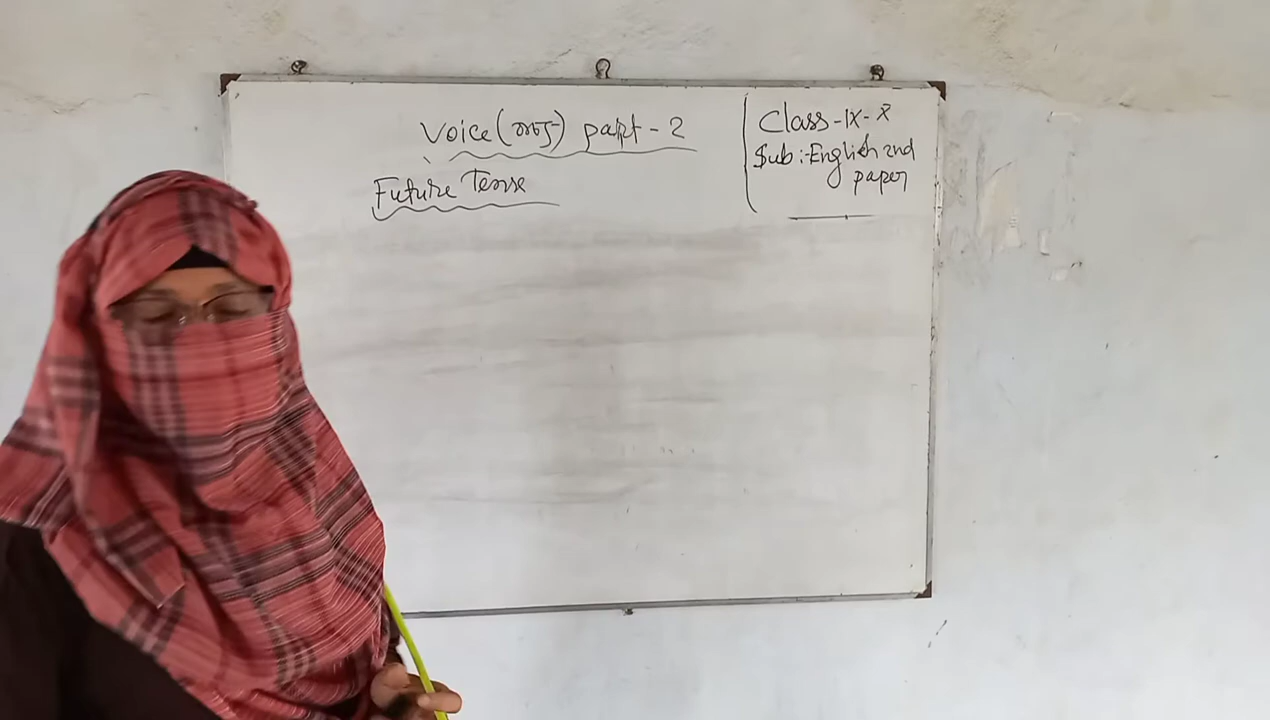 Voice (বাচ্য) part - 2
Future Tense
Class - IX - X
Sub :- English 2nd
paper